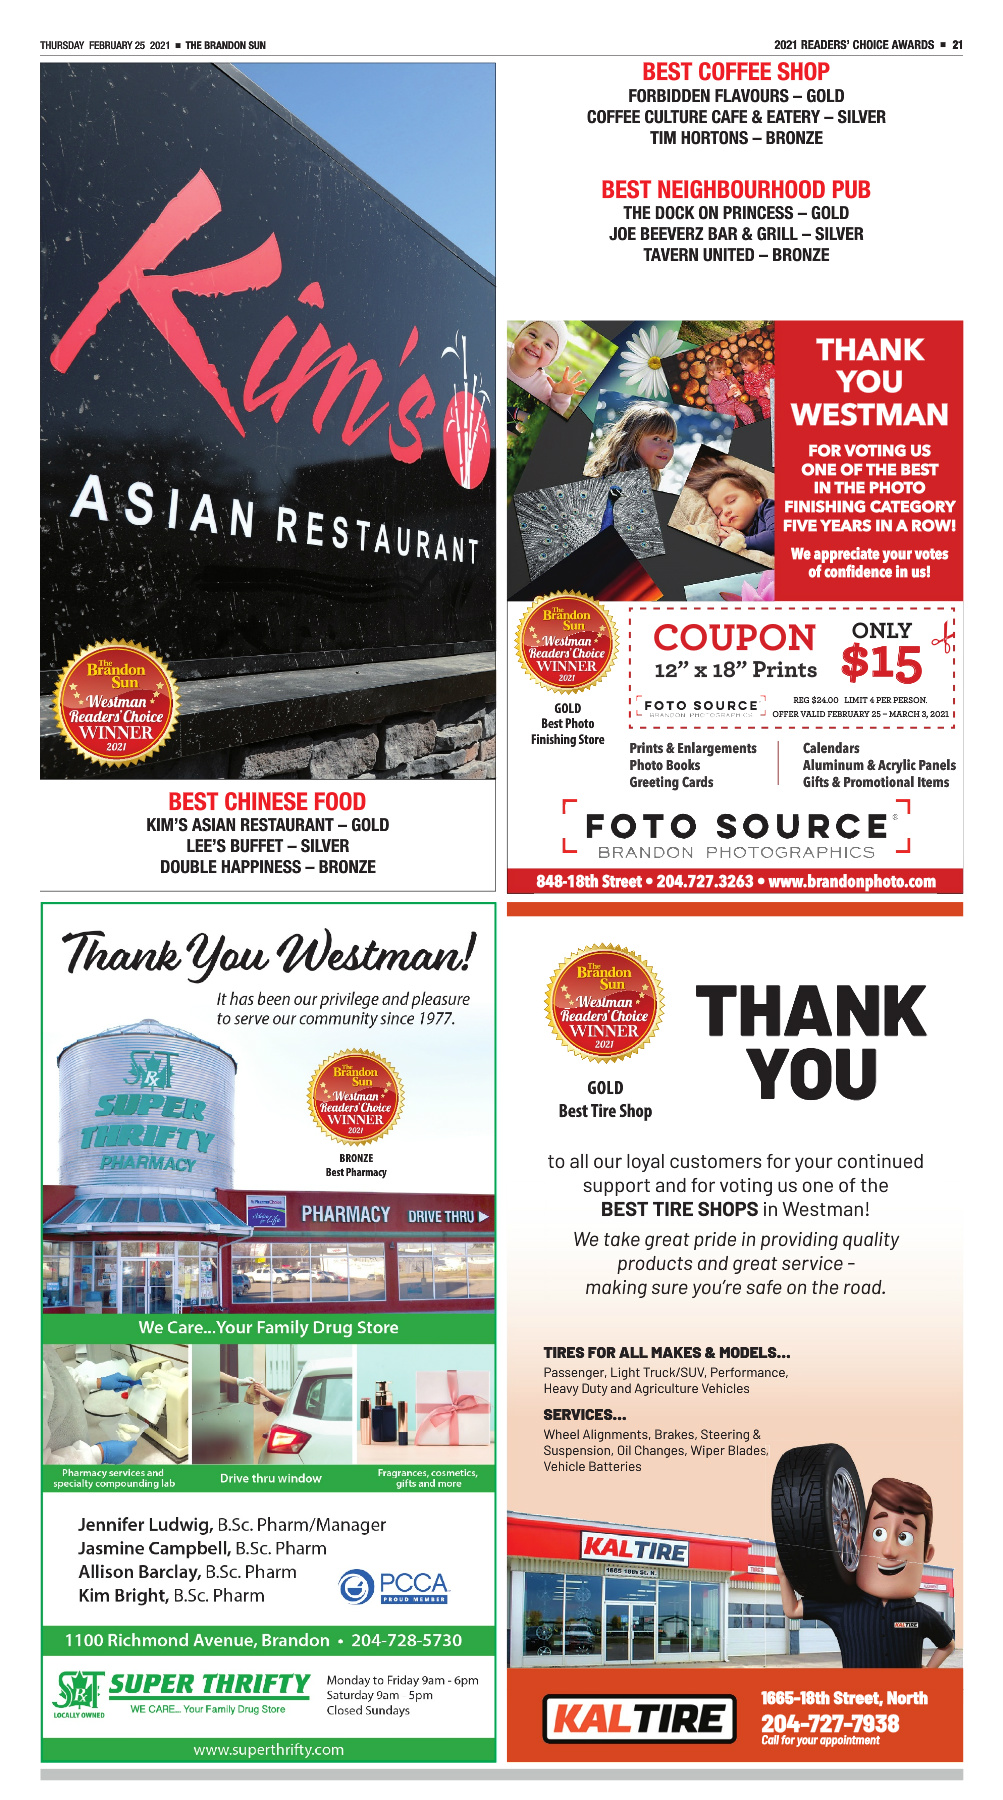 THURSDAY FEBRUARY 25 2021 ■ THE BRANDON SUN
2021 READERS' CHOICE AWARDS ■ 21
Kim's
ASIAN RESTAURANT
The
Brandon
Sun
Westman
Readers' Choice
WINNER
2021
BEST CHINESE FOOD
KIM'S ASIAN RESTAURANT – GOLD
LEE'S BUFFET – SILVER
DOUBLE HAPPINESS – BRONZE
BEST COFFEE SHOP
FORBIDDEN FLAVOURS – GOLD
COFFEE CULTURE CAFE & EATERY – SILVER
TIM HORTONS – BRONZE
BEST NEIGHBOURHOOD PUB
THE DOCK ON PRINCESS – GOLD
JOE BEEVERZ BAR & GRILL – SILVER
TAVERN UNITED – BRONZE
THANK
YOU
WESTMAN
FOR VOTING US
ONE OF THE BEST
IN THE PHOTO
FINISHING CATEGORY
FIVE YEARS IN A ROW!
We appreciate your votes
of confidence in us!
The
Brandon
Sun
Westman
Readers' Choice
WINNER
2021
GOLD
Best Photo
Finishing Store
COUPON
12" x 18" Prints
ONLY
$15
FOTO SOURCE
BRANDON PHOTOGRAPHICS
REG $24.00 LIMIT 4 PER PERSON.
OFFER VALID FEBRUARY 25 – MARCH 3, 2021
Prints & Enlargements
Photo Books
Greeting Cards
Calendars
Aluminum & Acrylic Panels
Gifts & Promotional Items
FOTO SOURCE
BRANDON PHOTOGRAPHICS
848-18th Street • 204.727.3263 • www.brandonphoto.com
Thank You Westman!
It has been our privilege and pleasure
to serve our community since 1977.
S Rx T
SUPER
THRIFTY
PHARMACY
The
Brandon
Sun
Westman
Readers' Choice
WINNER
2021
BRONZE
Best Pharmacy
PHARMACY DRIVE THRU ▶
We Care...Your Family Drug Store
Pharmacy services and
specialty compounding lab
Drive thru window
Fragrances, cosmetics,
gifts and more
Jennifer Ludwig, B.Sc. Pharm/Manager
Jasmine Campbell, B.Sc. Pharm
Allison Barclay, B.Sc. Pharm
Kim Bright, B.Sc. Pharm
PCCA
PROUD MEMBER
1100 Richmond Avenue, Brandon • 204-728-5730
S Rx T
LOCALLY OWNED
SUPER THRIFTY
WE CARE... Your Family Drug Store
Monday to Friday 9am - 6pm
Saturday 9am - 5pm
Closed Sundays
www.superthrifty.com
The
Brandon
Sun
Westman
Readers' Choice
WINNER
2021
GOLD
Best Tire Shop
THANK
YOU
to all our loyal customers for your continued
support and for voting us one of the
BEST TIRE SHOPS in Westman!
We take great pride in providing quality
products and great service -
making sure you're safe on the road.
TIRES FOR ALL MAKES & MODELS...
Passenger, Light Truck/SUV, Performance,
Heavy Duty and Agriculture Vehicles
SERVICES...
Wheel Alignments, Brakes, Steering &
Suspension, Oil Changes, Wiper Blades,
Vehicle Batteries
KAL TIRE
1665 18th St. N.
TIRES
KAL TIRE
KAL TIRE
1665-18th Street, North
204-727-7938
Call for your appointment